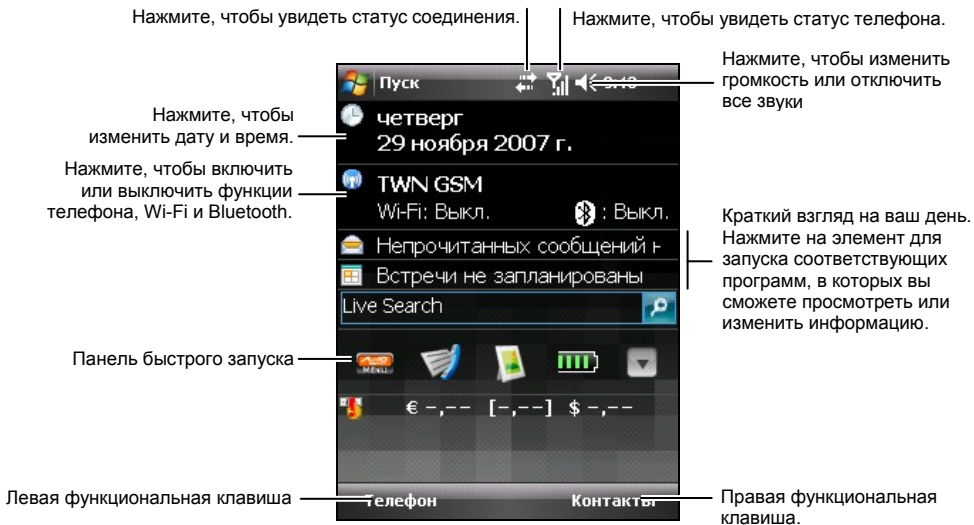 Нажмите, чтобы увидеть статус соединения.
Нажмите, чтобы увидеть статус телефона.
Нажмите, чтобы изменить
громкость или отключить
все звуки
Нажмите, чтобы
изменить дату и время.
Нажмите, чтобы включить
или выключить функции
телефона, Wi-Fi и Bluetooth.
Краткий взгляд на ваш день.
Нажмите на элемент для
запуска соответствующих
программ, в которых вы
сможете просмотреть или
изменить информацию.
Панель быстрого запуска
Левая функциональная клавиша
Правая функциональная
клавиша.
Пуск
четверг
29 ноября 2007 г.
TWN GSM
Wi-Fi: Выкл. : Выкл.
Непрочитанных сообщений н
Встречи не запланированы
Live Search
MENU
€ -,-- [-,--] $ -,--
Телефон Контакты